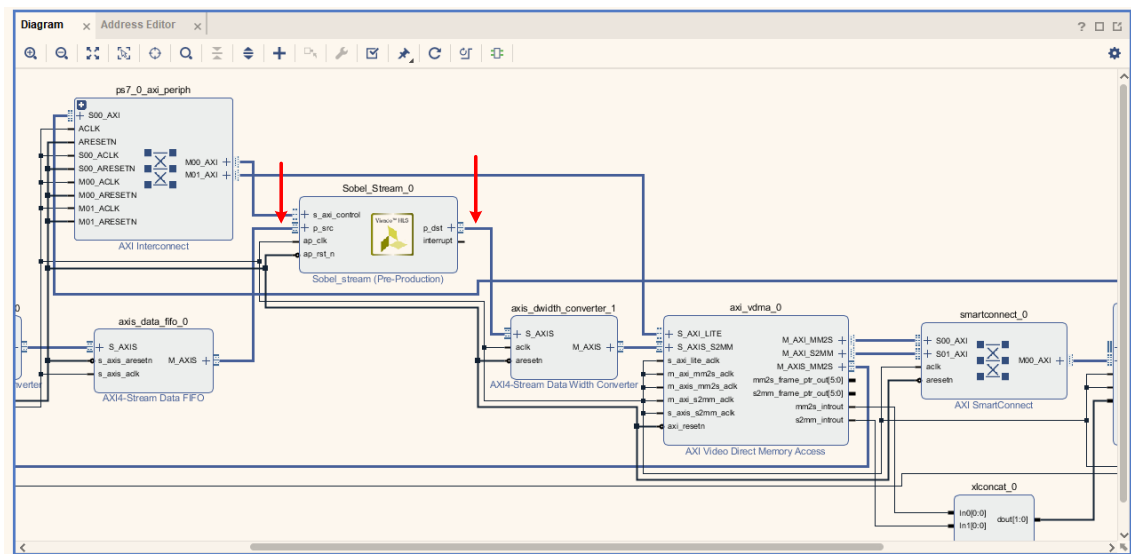 Diagram
Address Editor
ps7_0_axi_periph
S00_AXI
ACLK
ARESETN
S00_ACLK
S00_ARESETN
M00_ACLK
M00_ARESETN
M01_ACLK
M01_ARESETN
M00_AXI
M01_AXI
AXI Interconnect
Sobel_Stream_0
s_axi_control
p_src
ap_clk
ap_rst_n
Vivado™ HLS
p_dst
interrupt
Sobel_stream (Pre-Production)
0
nverter
axis_data_fifo_0
S_AXIS
s_axis_aresetn
s_axis_aclk
M_AXIS
AXI4-Stream Data FIFO
axis_dwidth_converter_1
S_AXIS
aclk
aresetn
M_AXIS
AXI4-Stream Data Width Converter
axi_vdma_0
S_AXI_LITE
S_AXIS_S2MM
s_axi_lite_aclk
m_axi_mm2s_aclk
m_axis_mm2s_aclk
m_axi_s2mm_aclk
s_axis_s2mm_aclk
axi_resetn
M_AXI_MM2S
M_AXI_S2MM
M_AXIS_MM2S
mm2s_frame_ptr_out[5:0]
s2mm_frame_ptr_out[5:0]
mm2s_introut
s2mm_introut
AXI Video Direct Memory Access
smartconnect_0
S00_AXI
S01_AXI
aclk
aresetn
M00_AXI
AXI SmartConnect
xlconcat_0
In0[0:0]
In1[0:0]
dout[1:0]